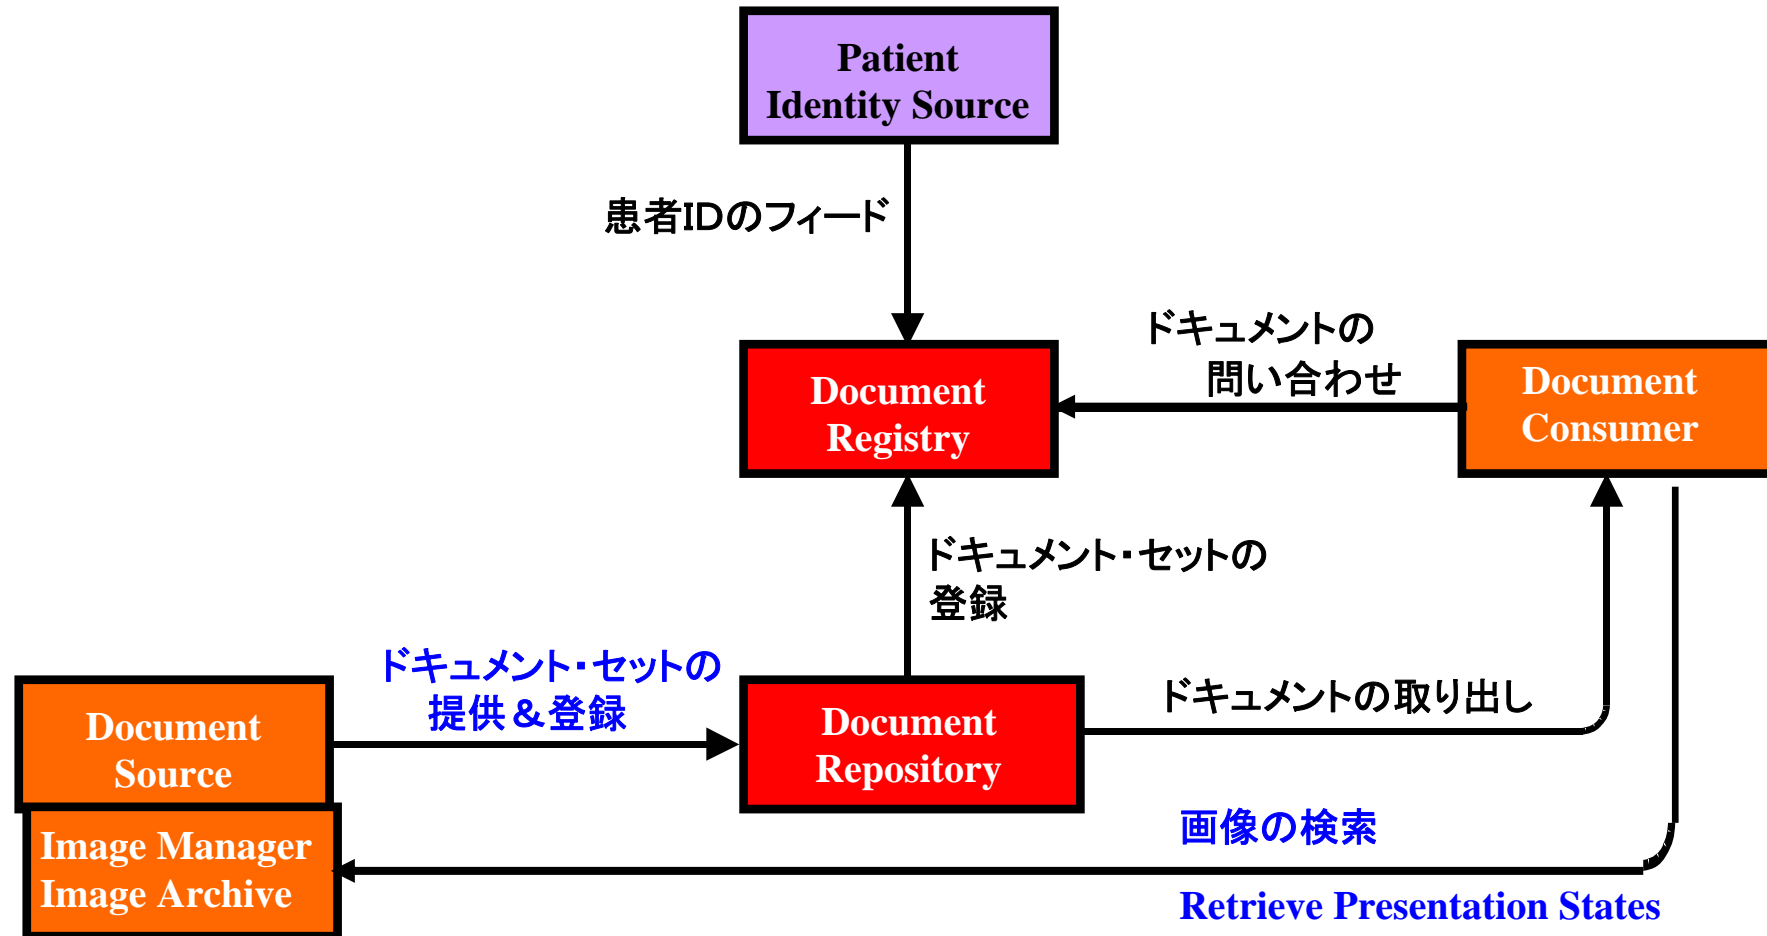 Patient
Identity Source
患者IDのフィード
ドキュメントの
問い合わせ
Document
Registry
Document
Consumer
ドキュメント・セットの
登録
ドキュメント・セットの
提供＆登録
Document
Source
Document
Repository
ドキュメントの取り出し
Image Manager
Image Archive
画像の検索
Retrieve Presentation States